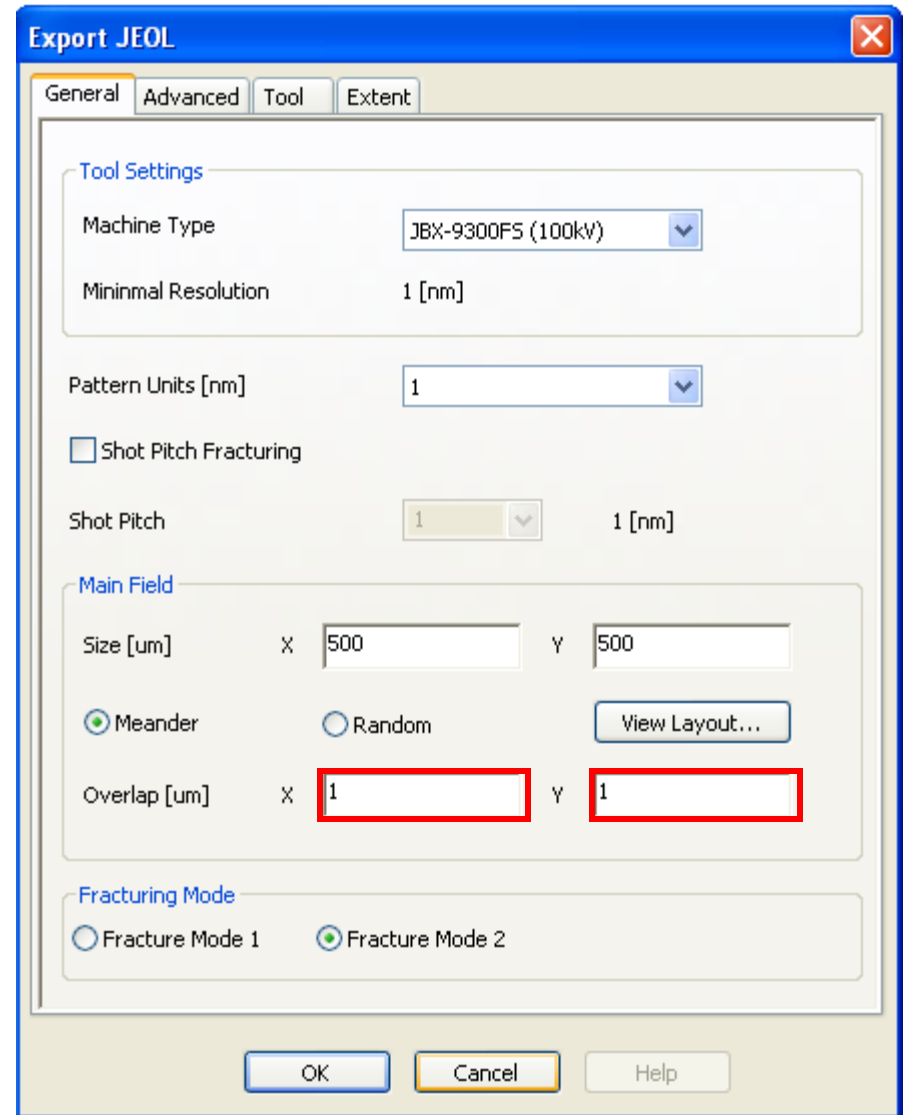 Export JEOL
General Advanced Tool Extent
Tool Settings
Machine Type JBX-9300FS (100kV)
Mininmal Resolution 1 [nm]
Pattern Units [nm] 1
Shot Pitch Fracturing
Shot Pitch 1 1 [nm]
Main Field
Size [um] X 500 Y 500
Meander Random View Layout...
Overlap [um] X 1 Y 1
Fracturing Mode
Fracture Mode 1 Fracture Mode 2
OK Cancel Help